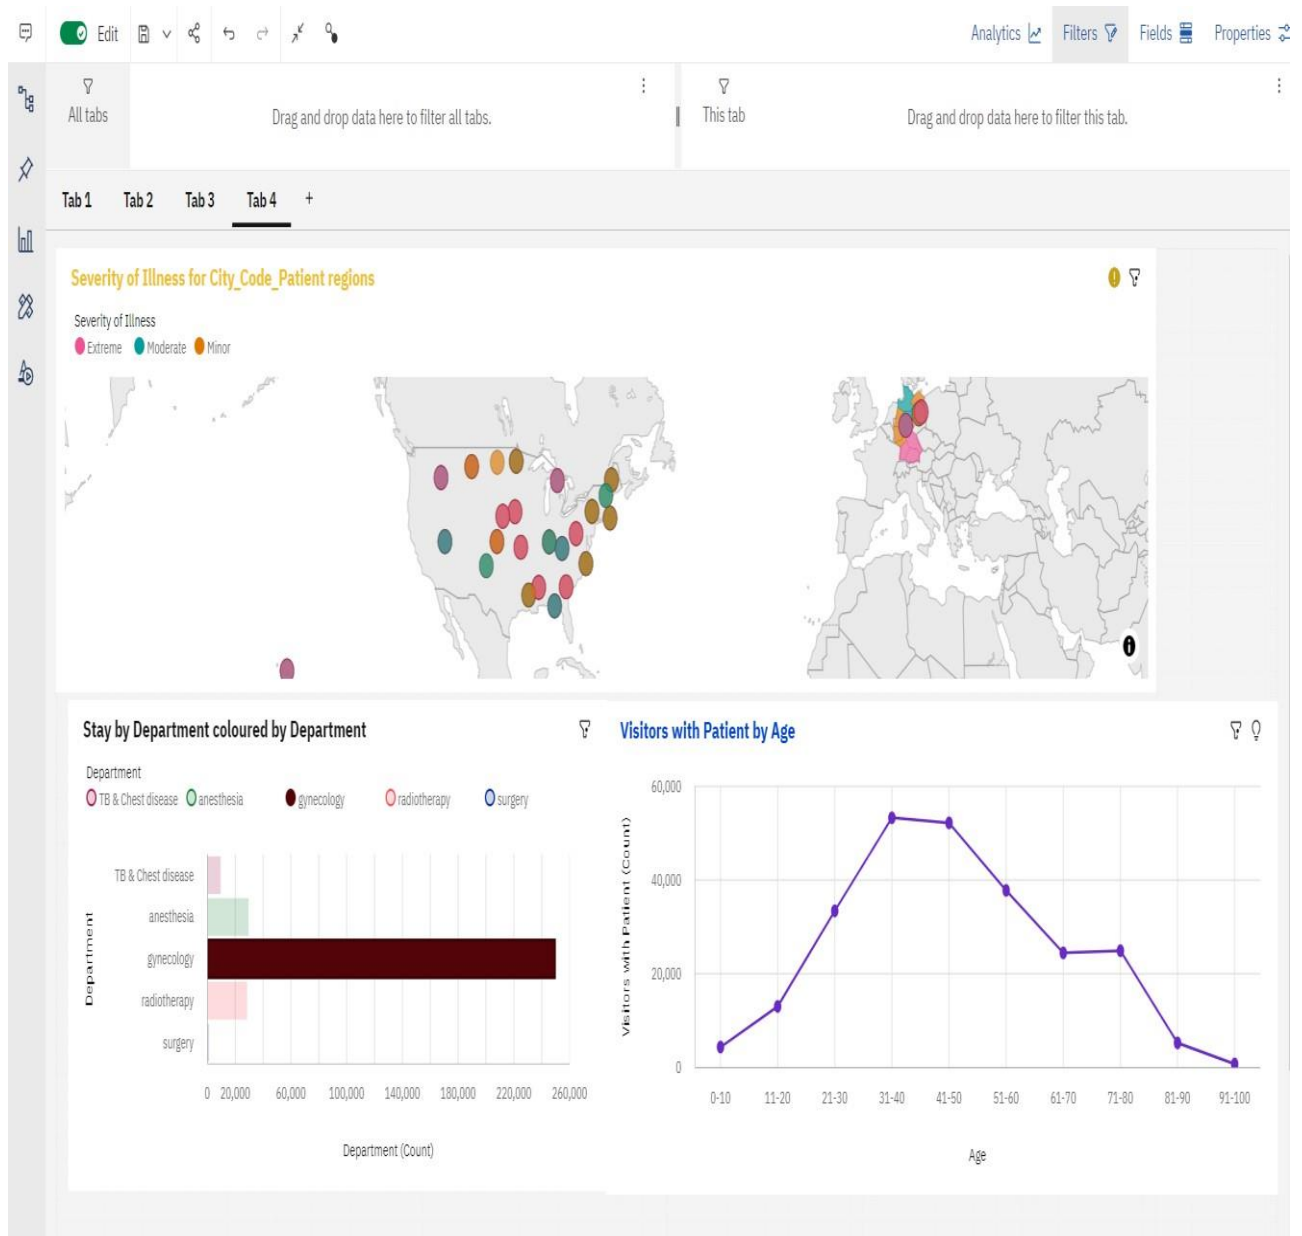 Edit
Analytics Filters Fields Properties
All tabs
Drag and drop data here to filter all tabs.
This tab
Drag and drop data here to filter this tab.
Tab 1 Tab 2 Tab 3 Tab 4 +
Severity of Illness for City_Code_Patient regions
Severity of Illness
Extreme Moderate Minor
Stay by Department coloured by Department
Department
TB & Chest disease anesthesia gynecology radiotherapy surgery
Department
TB & Chest disease
anesthesia
gynecology
radiotherapy
surgery
0 20,000 60,000 100,000 140,000 180,000 220,000 260,000
Department (Count)
Visitors with Patient by Age
Visitors with Patient (Count)
60,000
40,000
20,000
0
0-10 11-20 21-30 31-40 41-50 51-60 61-70 71-80 81-90 91-100
Age